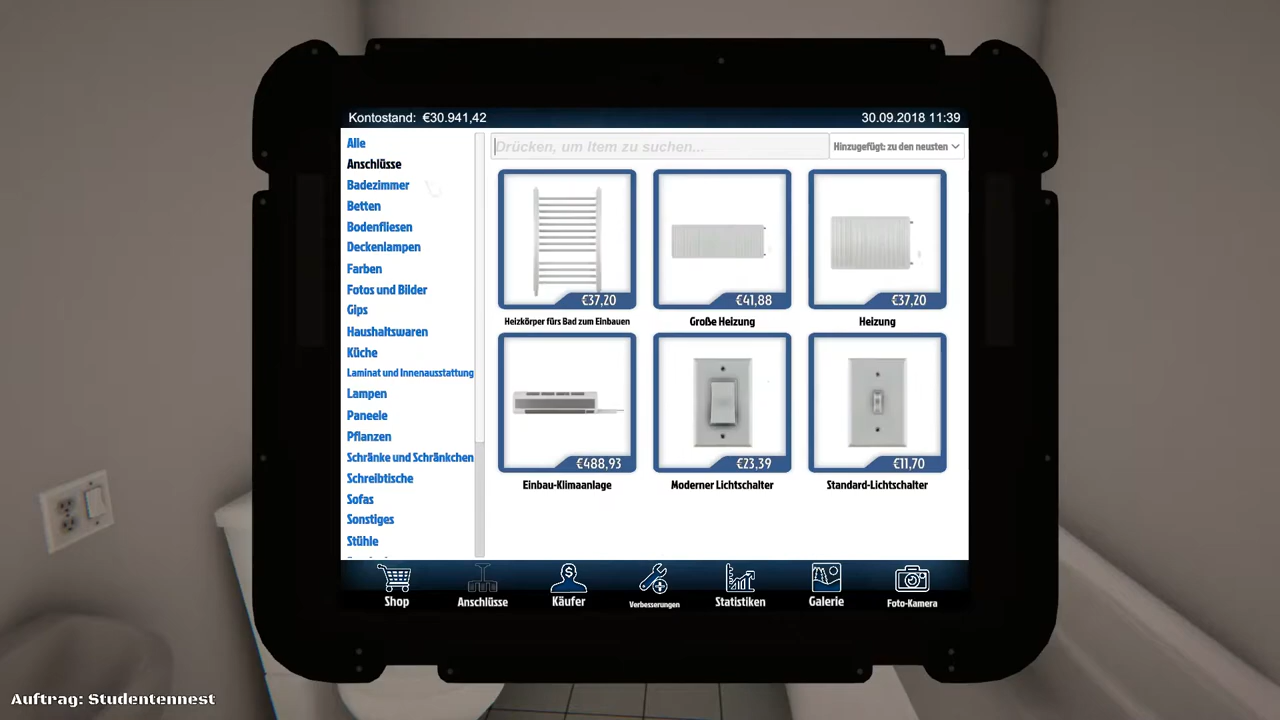 Kontostand: €30.941,42
30.09.2018 11:39
Alle
Anschlüsse
Badezimmer
Betten
Bodenfliesen
Deckenlampen
Farben
Fotos und Bilder
Gips
Haushaltswaren
Küche
Laminat und Innenausstattung
Lampen
Paneele
Pflanzen
Schränke und Schränkchen
Schreibtische
Sofas
Sonstiges
Stühle
Drücken, um Item zu suchen...
Hinzugefügt: zu den neusten
€37,20
€41,88
€37,20
Heizkörper fürs Bad zum Einbauen
Große Heizung
Heizung
€488,93
€23,39
€11,70
Einbau-Klimaanlage
Moderner Lichtschalter
Standard-Lichtschalter
Shop
Anschlüsse
Käufer
Verbesserungen
Statistiken
Galerie
Foto-Kamera
Auftrag: Studentennest